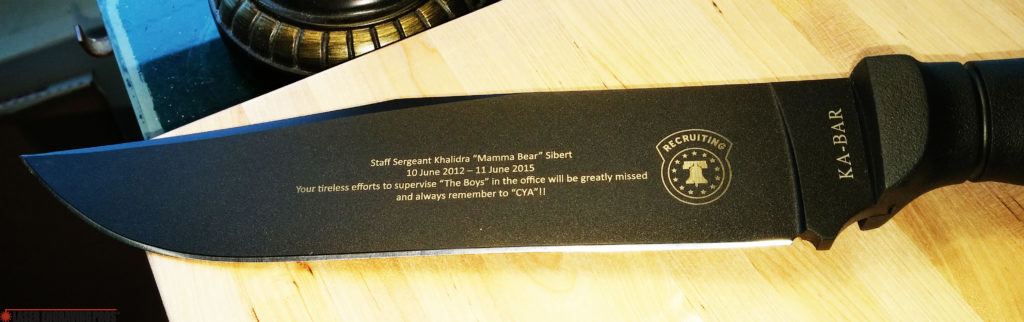 Staff Sergeant Khalidra "Mamma Bear" Sibert
10 June 2012 – 11 June 2015
Your tireless efforts to supervise "The Boys" in the office will be greatly missed
and always remember to "CYA"!!
RECRUITING
KA-BAR